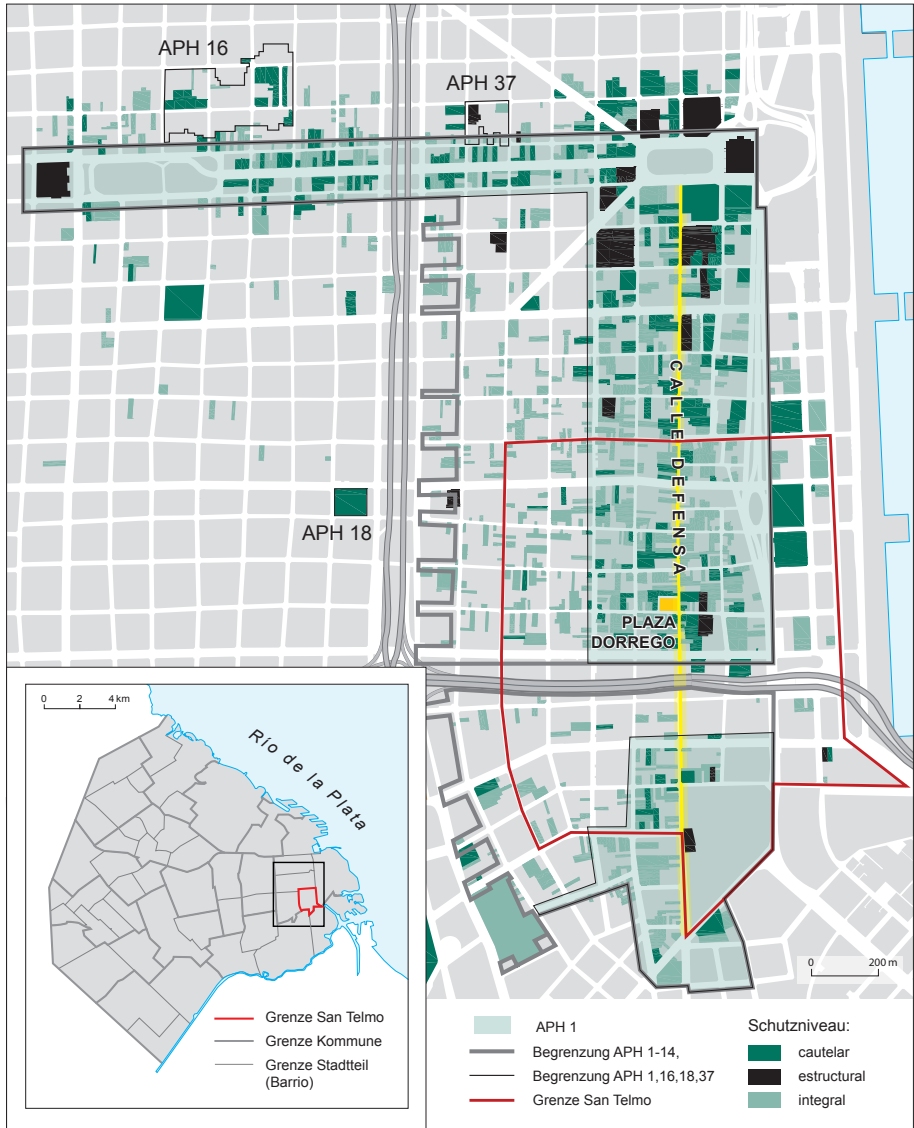 APH 16
APH 37
CALLE DEFENSA
APH 18
PLAZA
DORREGO
0 2 4 km
Río de la Plata
Grenze San Telmo
Grenze Kommune
Grenze Stadtteil
(Barrio)
0 200 m
APH 1
Begrenzung APH 1-14,
Begrenzung APH 1,16,18,37
Grenze San Telmo
Schutzniveau:
cautelar
estructural
integral